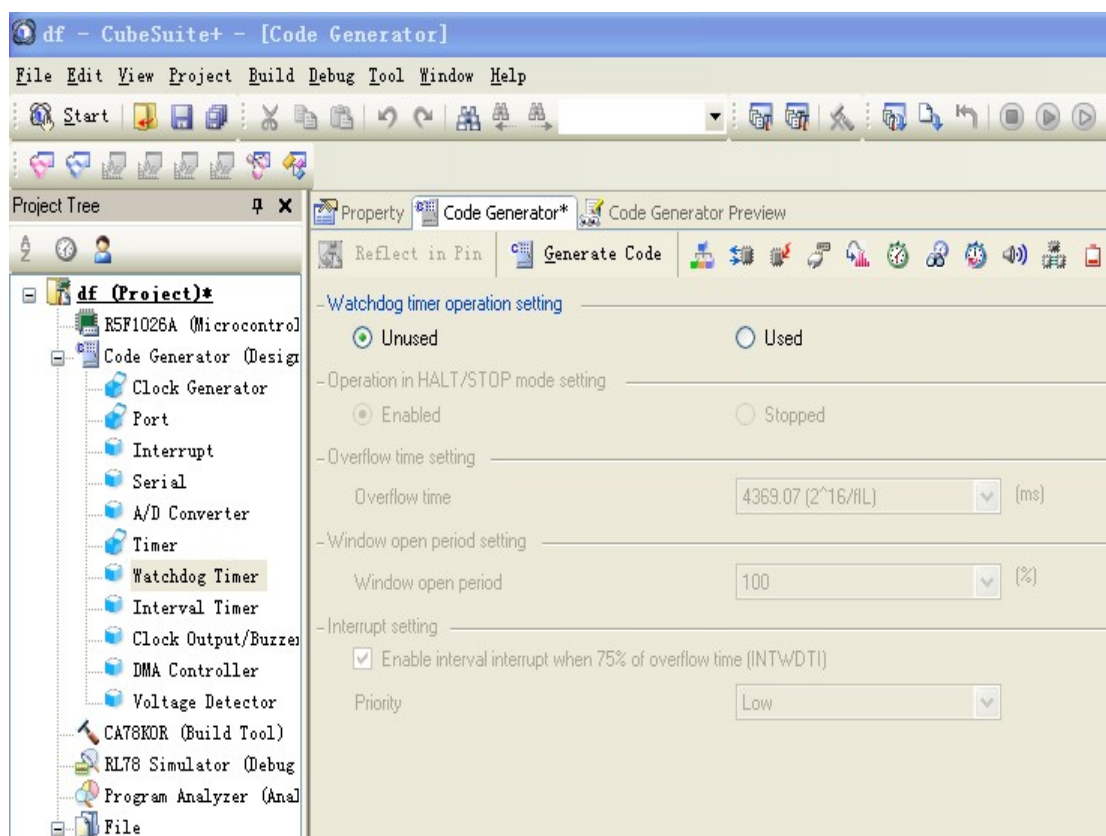 df - CubeSuite+ - [Code Generator]
File Edit View Project Build Debug Tool Window Help
Start
Project Tree
Property Code Generator* Code Generator Preview
Reflect in Pin Generate Code
df (Project)*
R5F1026A (Microcontrol
Code Generator (Design
Clock Generator
Port
Interrupt
Serial
A/D Converter
Timer
Watchdog Timer
Interval Timer
Clock Output/Buzzer
DMA Controller
Voltage Detector
CA78K0R (Build Tool)
RL78 Simulator (Debug
Program Analyzer (Anal
File
Watchdog timer operation setting
Unused Used
Operation in HALT/STOP mode setting
Enabled Stopped
Overflow time setting
Overflow time 4369.07 (2^16/fIL) (ms)
Window open period setting
Window open period 100 (%)
Interrupt setting
Enable interval interrupt when 75% of overflow time (INTWDTI)
Priority Low